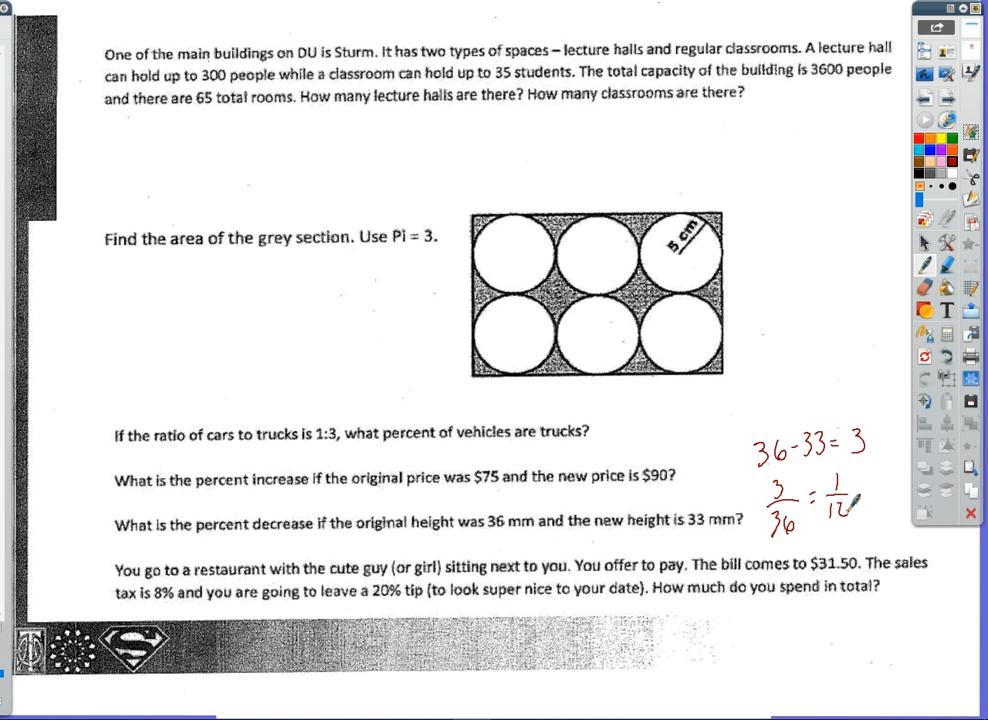 One of the main buildings on DU is Sturm. It has two types of spaces – lecture halls and regular classrooms. A lecture hall
can hold up to 300 people while a classroom can hold up to 35 students. The total capacity of the building is 3600 people
and there are 65 total rooms. How many lecture halls are there? How many classrooms are there?
Find the area of the grey section. Use Pi = 3.
5 cm
If the ratio of cars to trucks is 1:3, what percent of vehicles are trucks?
36-33=3
What is the percent increase if the original price was $75 and the new price is $90?
3/36 = 1/12
What is the percent decrease if the original height was 36 mm and the new height is 33 mm?
You go to a restaurant with the cute guy (or girl) sitting next to you. You offer to pay. The bill comes to $31.50. The sales
tax is 8% and you are going to leave a 20% tip (to look super nice to your date). How much do you spend in total?